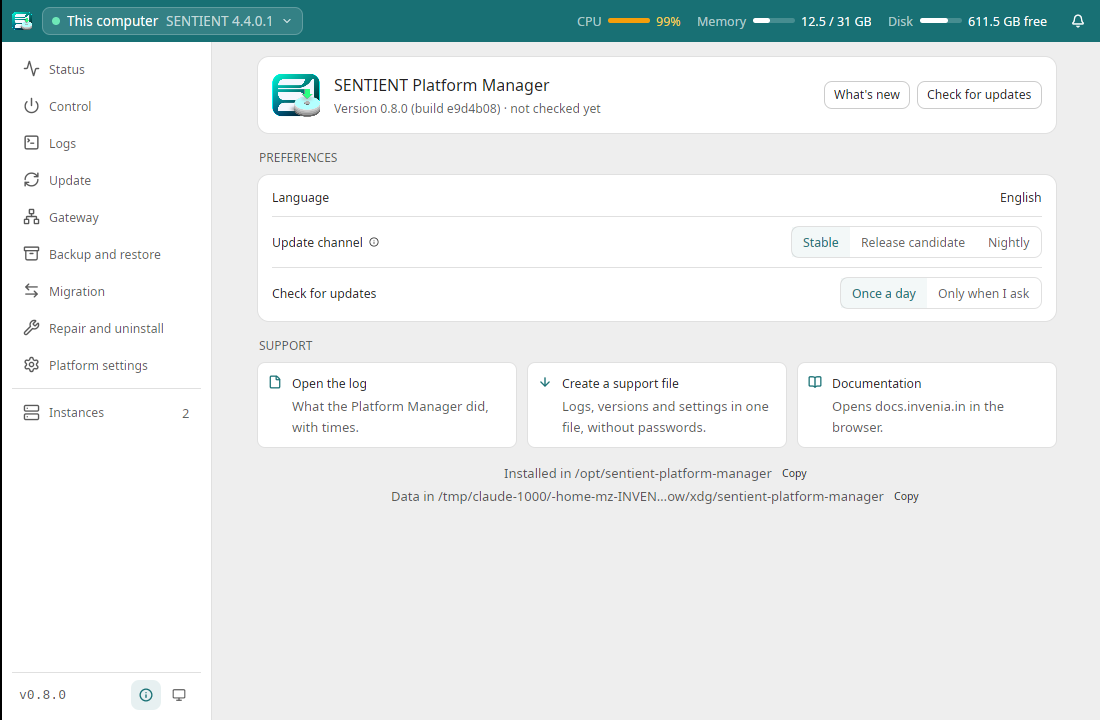 This computer SENTIENT 4.4.0.1
CPU 99% Memory 12.5 / 31 GB Disk 611.5 GB free
Status
Control
Logs
Update
Gateway
Backup and restore
Migration
Repair and uninstall
Platform settings
Instances 2
v0.8.0
SENTIENT Platform Manager
Version 0.8.0 (build e9d4b08) · not checked yet
What's new
Check for updates
PREFERENCES
Language English
Update channel Stable Release candidate Nightly
Check for updates Once a day Only when I ask
SUPPORT
Open the log
What the Platform Manager did,
with times.
Create a support file
Logs, versions and settings in one
file, without passwords.
Documentation
Opens docs.invenia.in in the
browser.
Installed in /opt/sentient-platform-manager Copy
Data in /tmp/claude-1000/-home-mz-INVEN...ow/xdg/sentient-platform-manager Copy